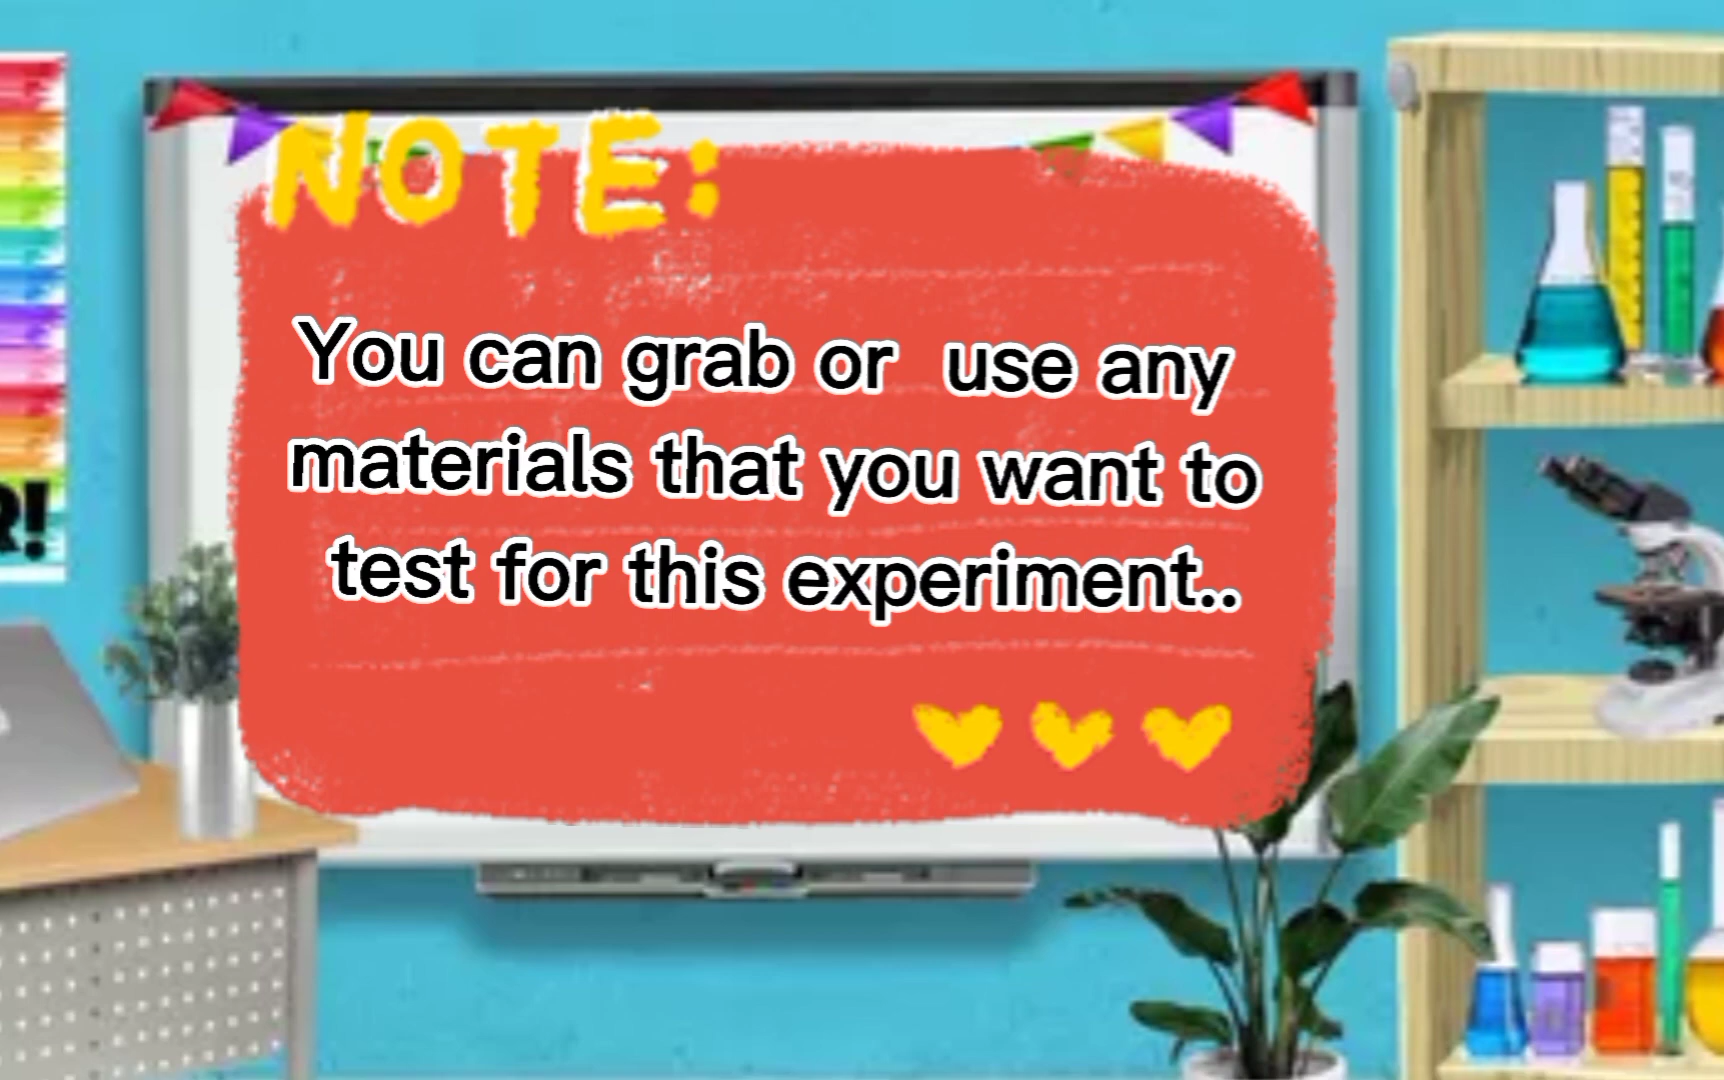 NOTE:
You can grab or use any
materials that you want to
test for this experiment..
R!